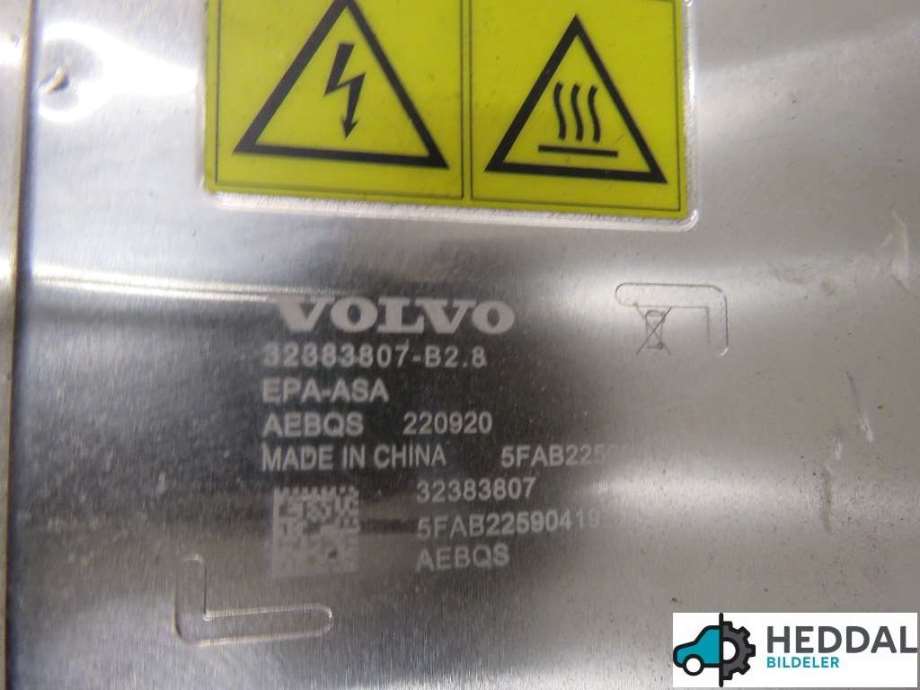 VOLVO
32383807-B2.8
EPA-ASA
AEBQS 220920
MADE IN CHINA
32383807
AEBQS
HEDDAL
BILDELER